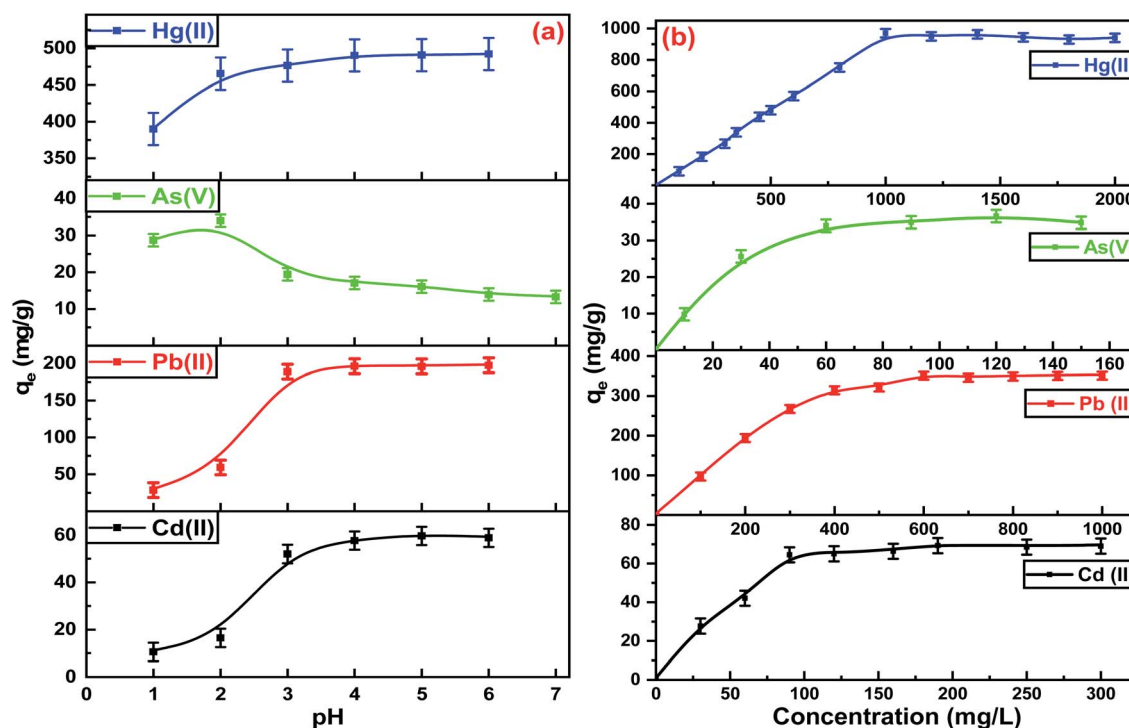 Hg(II)
(a)
500
450
400
350
As(V)
40
30
20
10
Pb(II)
200
150
100
50
Cd(II)
60
40
20
0
0 1 2 3 4 5 6 7
pH
qe (mg/g)
(b)
1000
800
600
400
200
Hg(II
500 1000 1500 2000
40
30
20
10
As(V
20 40 60 80 100 120 140 160
400
300
200
100
Pb (II
200 400 600 800 1000
80
60
40
20
0
Cd (II
0 50 100 150 200 250 300
Concentration (mg/L)
qe (mg/g)